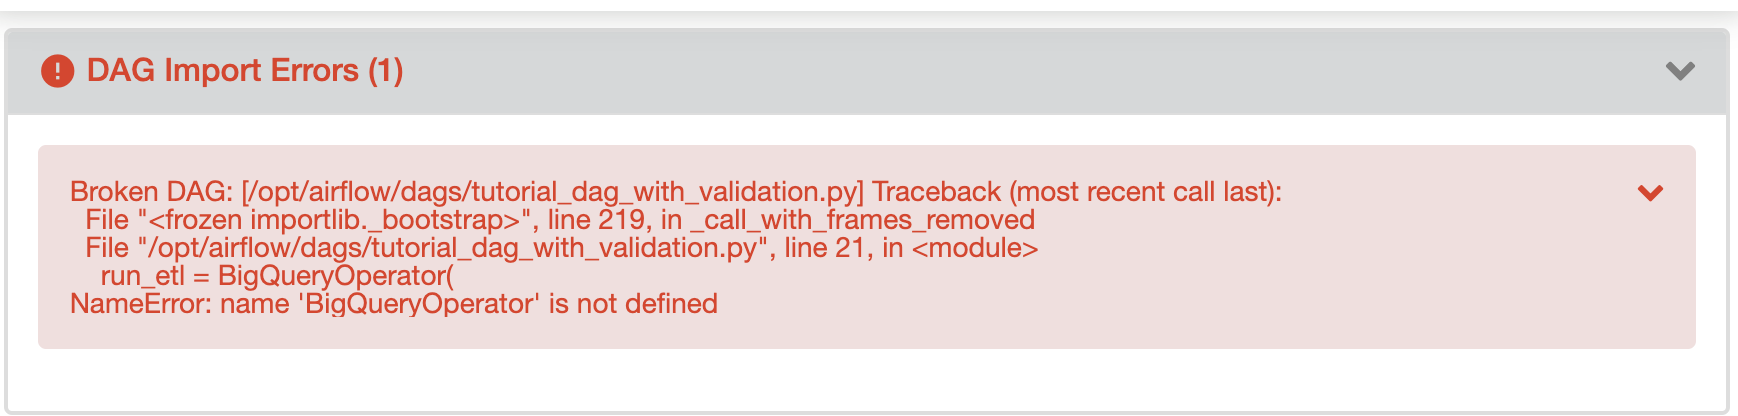 DAG Import Errors (1)
Broken DAG: [/opt/airflow/dags/tutorial_dag_with_validation.py] Traceback (most recent call last):
File "<frozen importlib._bootstrap>", line 219, in _call_with_frames_removed
File "/opt/airflow/dags/tutorial_dag_with_validation.py", line 21, in <module>
run_etl = BigQueryOperator(
NameError: name 'BigQueryOperator' is not defined